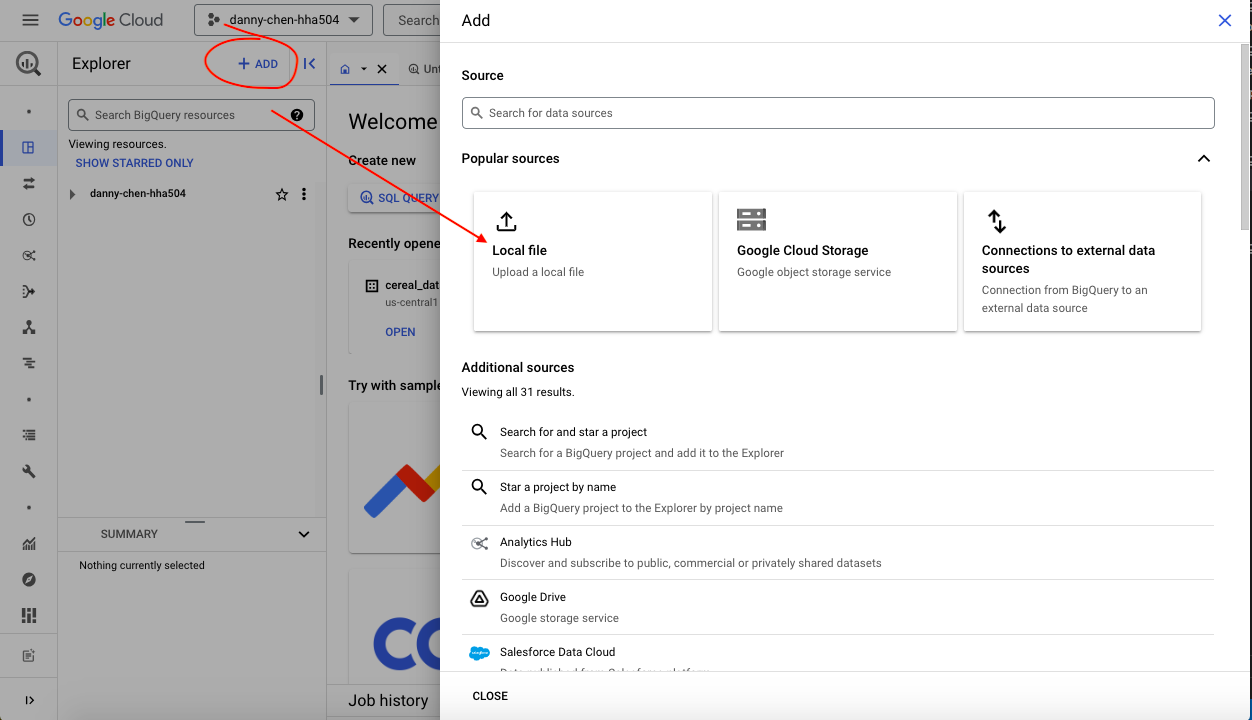 Google Cloud
danny-chen-hha504
Search
Explorer
+ ADD
Unt
Search BigQuery resources
Viewing resources.
SHOW STARRED ONLY
danny-chen-hha504
SUMMARY
Nothing currently selected
Welcome
Create new
SQL QUERY
Recently opene
cereal_dat
us-central1
OPEN
Try with sample
Job history
Add
Source
Search for data sources
Popular sources
Local file
Upload a local file
Google Cloud Storage
Google object storage service
Connections to external data
sources
Connection from BigQuery to an
external data source
Additional sources
Viewing all 31 results.
Search for and star a project
Search for a BigQuery project and add it to the Explorer
Star a project by name
Add a BigQuery project to the Explorer by project name
Analytics Hub
Discover and subscribe to public, commercial or privately shared datasets
Google Drive
Google storage service
Salesforce Data Cloud
Data published from Salesforce platform
CLOSE